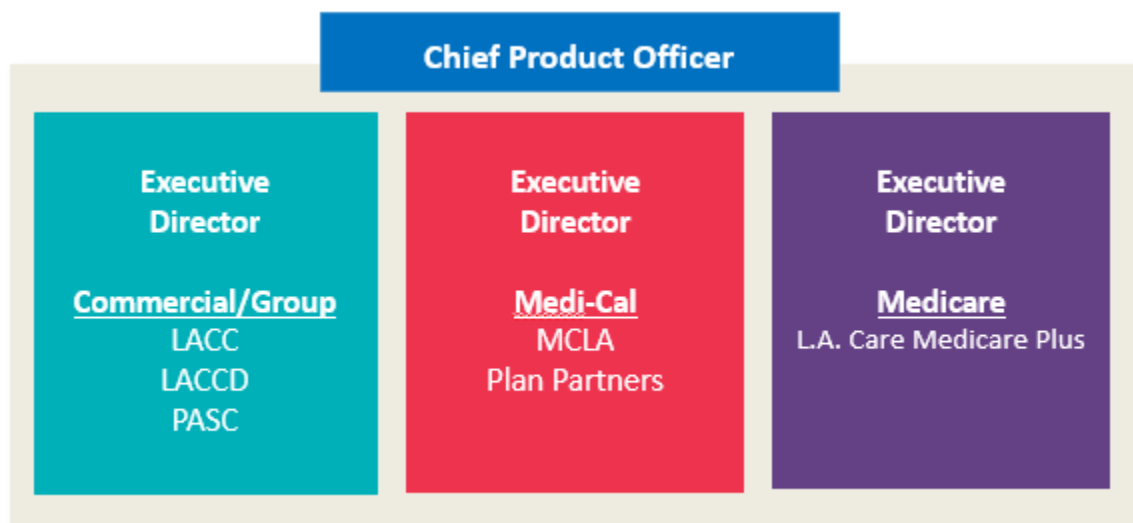 Chief Product Officer
Executive
Director
Commercial/Group
LACC
LACCD
PASC
Executive
Director
Medi-Cal
MCLA
Plan Partners
Executive
Director
Medicare
L.A. Care Medicare Plus